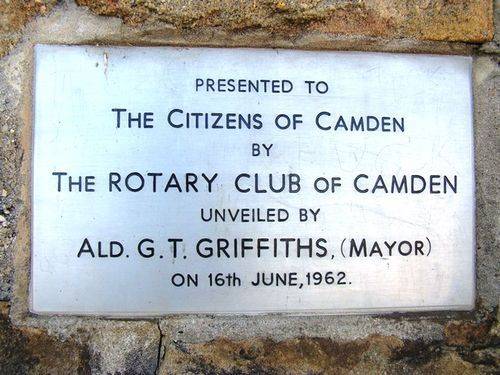 PRESENTED TO
THE CITIZENS OF CAMDEN
BY
THE ROTARY CLUB OF CAMDEN
UNVEILED BY
ALD. G.T. GRIFFITHS, (MAYOR)
ON 16th JUNE, 1962.